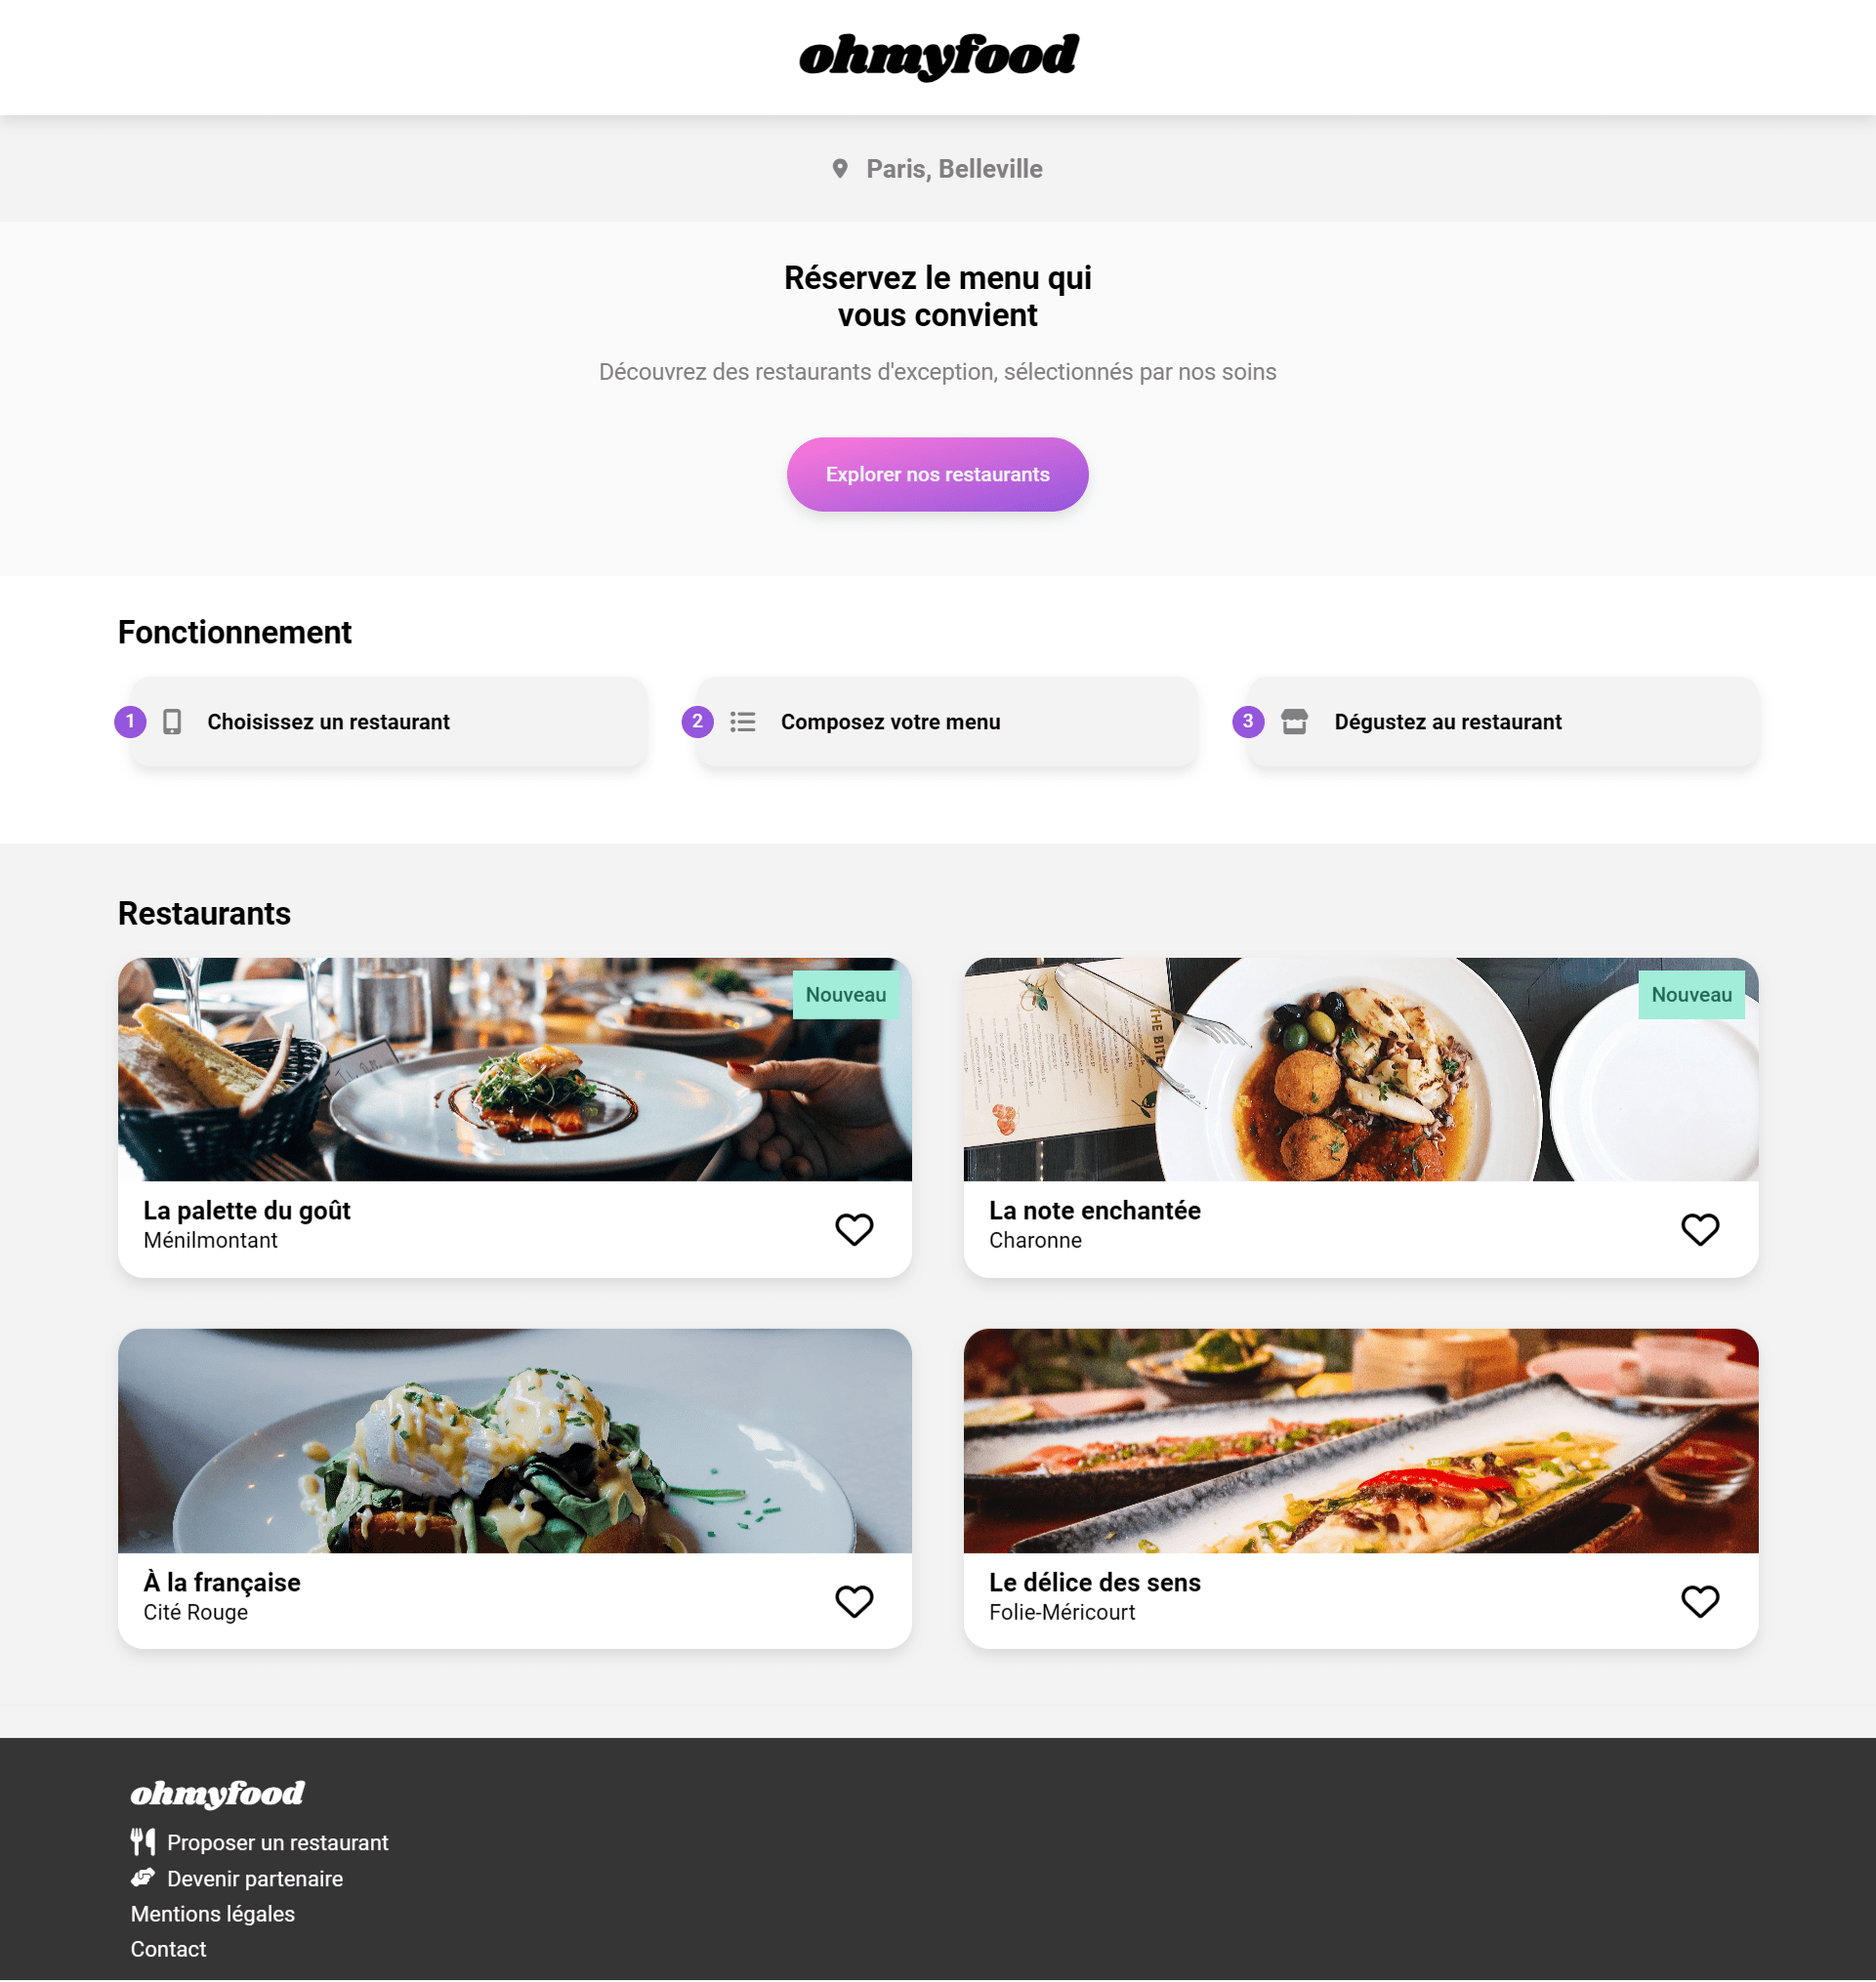 ohmyfood
Paris, Belleville
Réservez le menu qui
vous convient
Découvrez des restaurants d'exception, sélectionnés par nos soins
Explorer nos restaurants
Fonctionnement
1 Choisissez un restaurant
2 Composez votre menu
3 Dégustez au restaurant
Restaurants
Nouveau
THE BITE
Nouveau
La palette du goût
Ménilmontant
La note enchantée
Charonne
À la française
Cité Rouge
Le délice des sens
Folie-Méricourt
ohmyfood
Proposer un restaurant
Devenir partenaire
Mentions légales
Contact